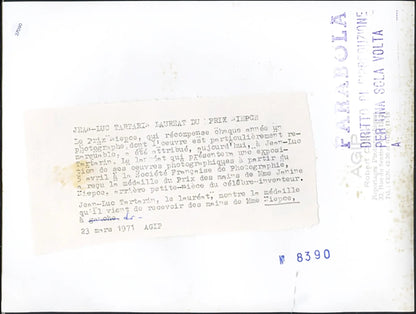 JEAN-LUC TARTARIN LAUREAT DU PRIX NIEPCE
Le Prix Niepce, qui récompense chaque année un
photographe dont l'oeuvre est particulièrement re-
marquable, a été attribué, aujourd'hui, à Jean-Luc
Tartarin. Le lauréat qui présentera une exposi-
tion de ses oeuvres photographiques à partir du
avril à la Société Française de Photographie,
a reçu la médaille du Prix des mains de Mme Janine
Niepce, arrière petite-nièce du célèbre inventeur.
Jean-Luc Tartarin, le lauréat, montre la médaille
qu'il vient de recevoir des mains de Mme Niepce,
à gauche.
23 mars 1971 AGIP
N° 8390
PARABOLA
AGIP
DIRITTO DI RIPRODUZIONE
PER UNA SOLA VOLTA